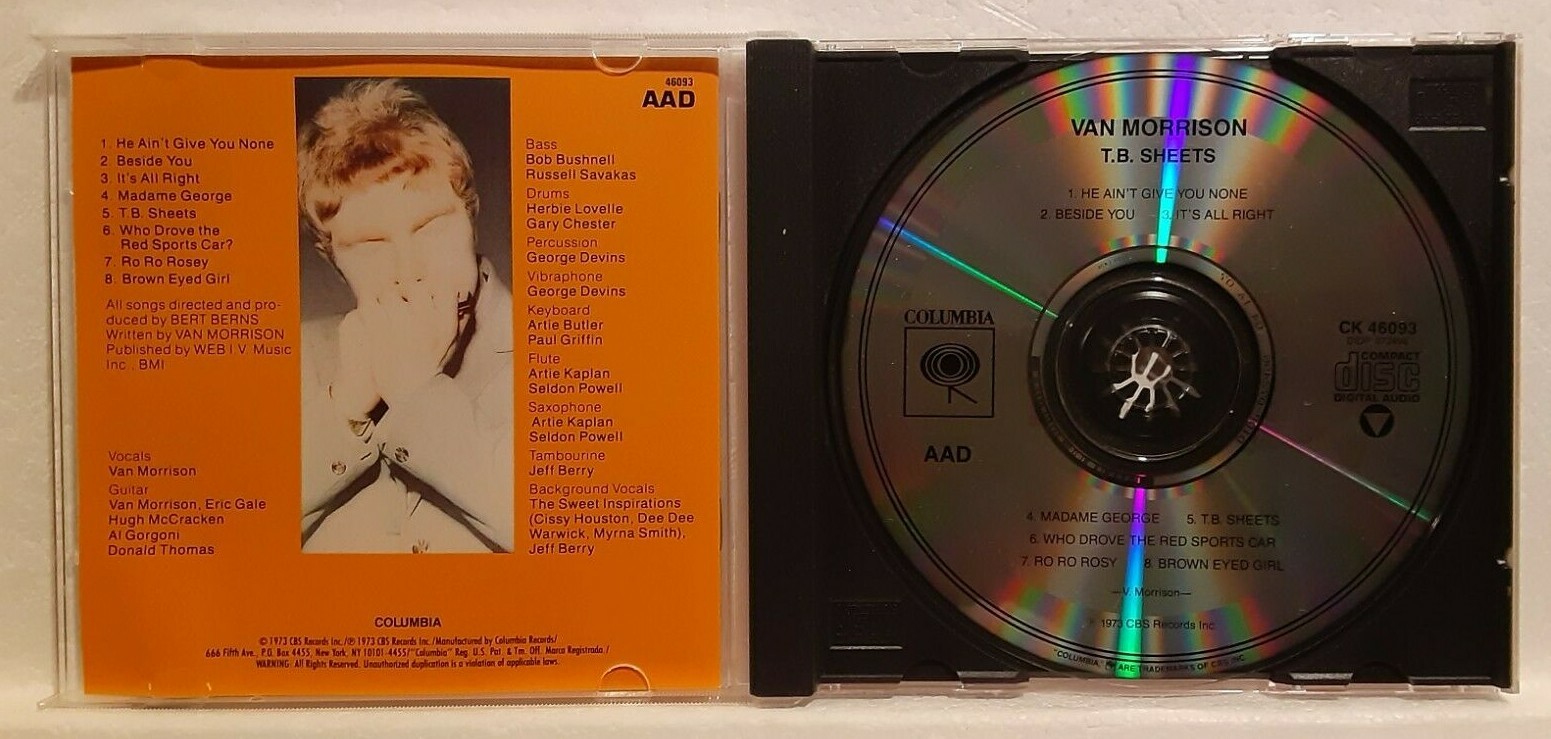 46093
AAD
1. He Ain't Give You None
2 Beside You
3. It's All Right
4. Madame George
5. T.B. Sheets
6. Who Drove the
Red Sports Car?
7. Ro Ro Rosey
8. Brown Eyed Girl
All songs directed and pro-
duced by BERT BERNS
Written by VAN MORRISON
Published by WEB I V Music
Inc., BMI
Vocals
Van Morrison
Guitar
Van Morrison, Eric Gale
Hugh McCracken
Al Gorgoni
Donald Thomas
Bass
Bob Bushnell
Russell Savakas
Drums
Herbie Lovelle
Gary Chester
Percussion
George Devins
Vibraphone
George Devins
Keyboard
Artie Butler
Paul Griffin
Flute
Artie Kaplan
Seldon Powell
Saxophone
Artie Kaplan
Seldon Powell
Tambourine
Jeff Berry
Background Vocals
The Sweet Inspirations
(Cissy Houston, Dee Dee
Warwick, Myrna Smith),
Jeff Berry
COLUMBIA
© 1973 CBS Records Inc./℗ 1973 CBS Records Inc./Manufactured by Columbia Records/
666 Fifth Ave., P.O. Box 4455, New York, NY 10101-4455/"Columbia" Reg. U.S. Pat. & Tm. Off. Marca Registrada./
WARNING: All Rights Reserved. Unauthorized duplication is a violation of applicable laws.
VAN MORRISON
T.B. SHEETS
1. HE AIN'T GIVE YOU NONE
2. BESIDE YOU 3. IT'S ALL RIGHT
COLUMBIA
AAD
CK 46093
COMPACT
disc
DIGITAL AUDIO
4. MADAME GEORGE 5. T.B. SHEETS
6. WHO DROVE THE RED SPORTS CAR
7. RO RO ROSY 8. BROWN EYED GIRL
—V. Morrison—
℗ 1973 CBS Records Inc
"COLUMBIA," ARE TRADEMARKS OF CBS INC